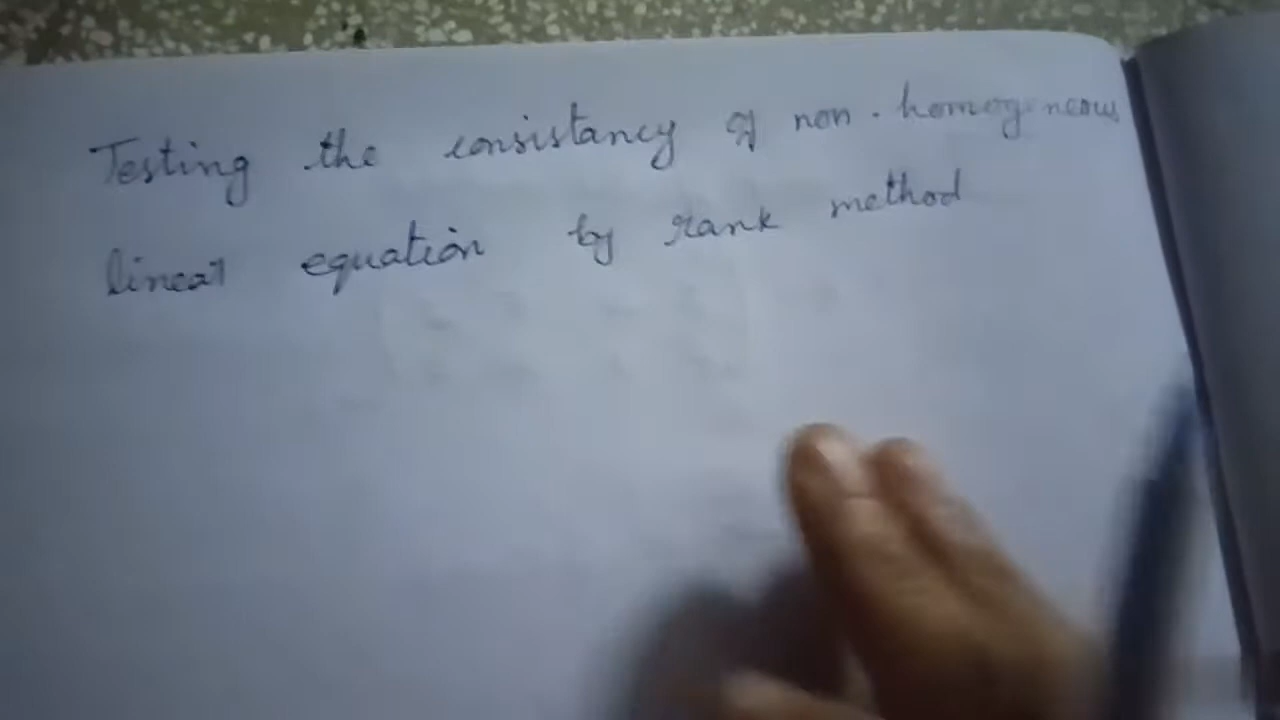 Testing the consistancy of non-homogeneous
linear equation by rank method